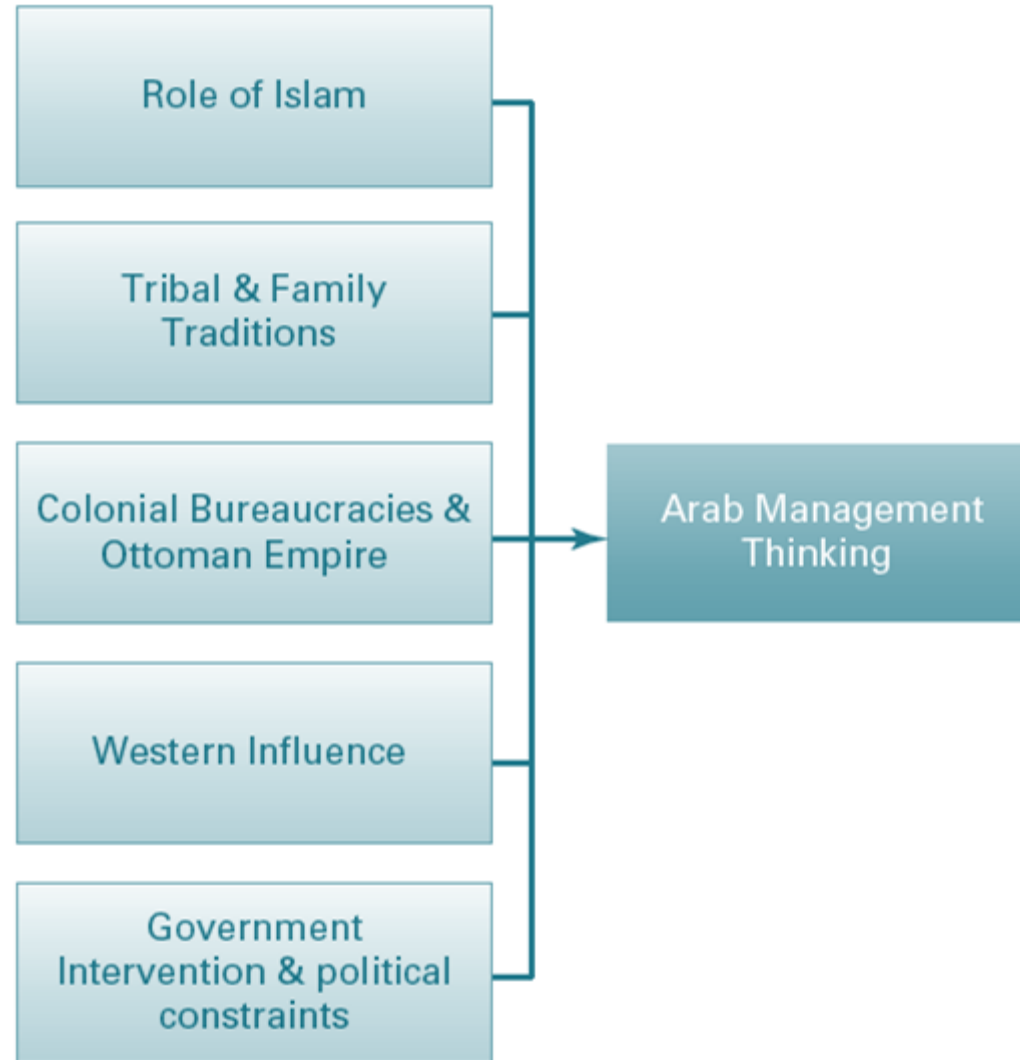 Role of Islam
Tribal & Family
Traditions
Colonial Bureaucracies &
Ottoman Empire
Arab Management
Thinking
Western Influence
Government
Intervention & political
constraints